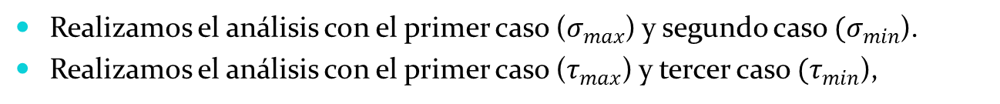 • Realizamos el análisis con el primer caso (σ_max) y segundo caso (σ_min).
• Realizamos el análisis con el primer caso (τ_max) y tercer caso (τ_min),